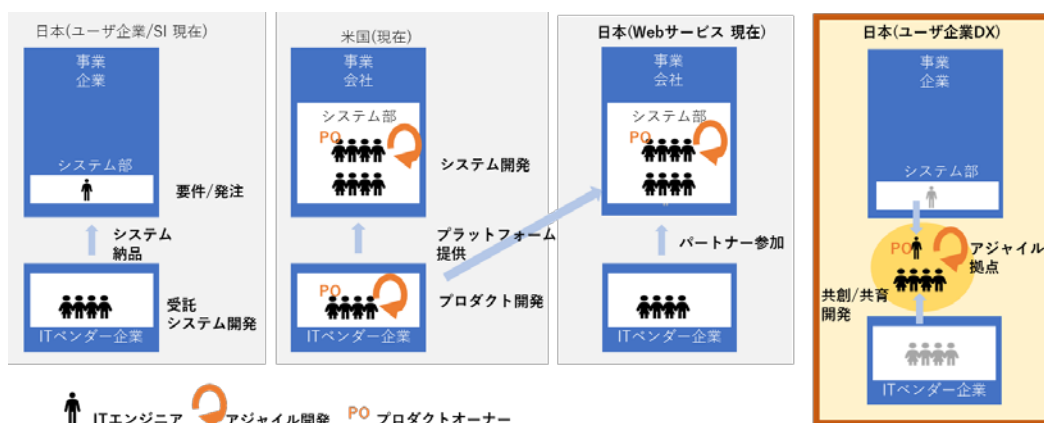 日本(ユーザ企業/SI 現在)
事業
企業
システム部
要件/発注
システム
納品
受託
システム開発
ITベンダー企業
米国(現在)
事業
会社
システム部
PO
システム開発
プラットフォーム
提供
PO
プロダクト開発
ITベンダー企業
日本(Webサービス 現在)
事業
会社
システム部
PO
パートナー参加
ITベンダー企業
日本(ユーザ企業DX)
事業
企業
システム部
PO
アジャイル
拠点
共創/共育
開発
ITベンダー企業
ITエンジニア
アジャイル開発
PO プロダクトオーナー